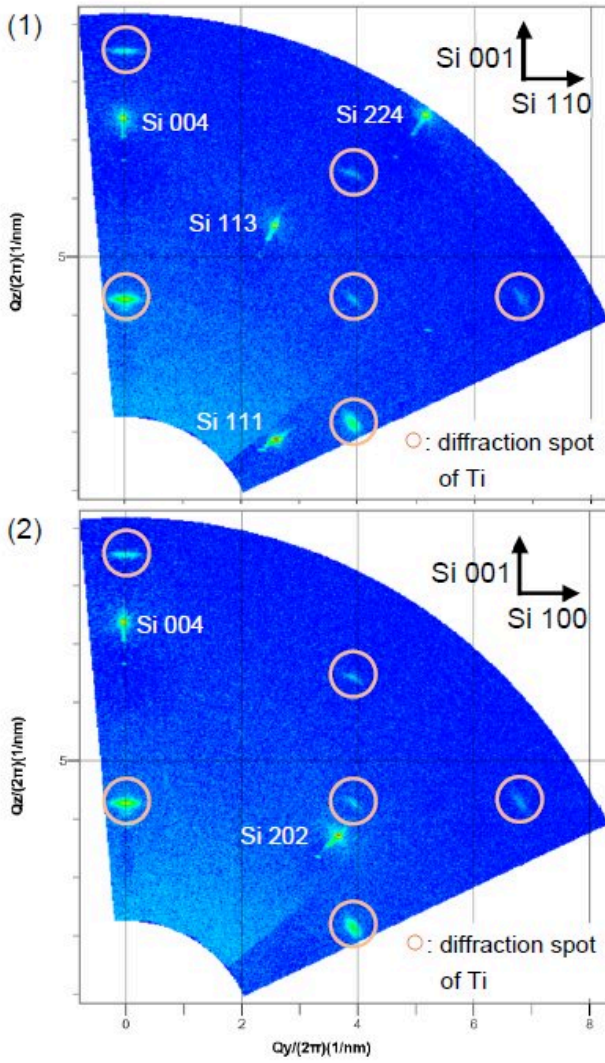 (1)
Si 001
Si 110
Si 004
Si 224
Si 113
5
Qz/(2π)(1/nm)
Si 111
○: diffraction spot
of Ti
(2)
Si 001
Si 100
Si 004
5
Qz/(2π)(1/nm)
Si 202
○: diffraction spot
of Ti
0 2 4 6 8
Qy/(2π)(1/nm)